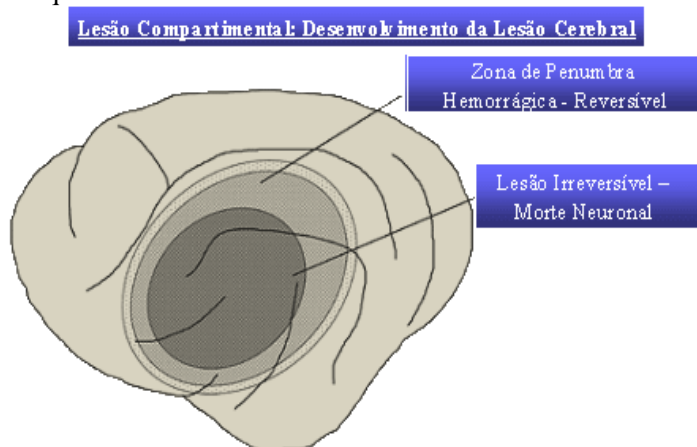 Lesão Compartimental: Desenvolvimento da Lesão Cerebral
Zona de Penumbra
Hemorrágica - Reversível
Lesão Irreversível –
Morte Neuronal